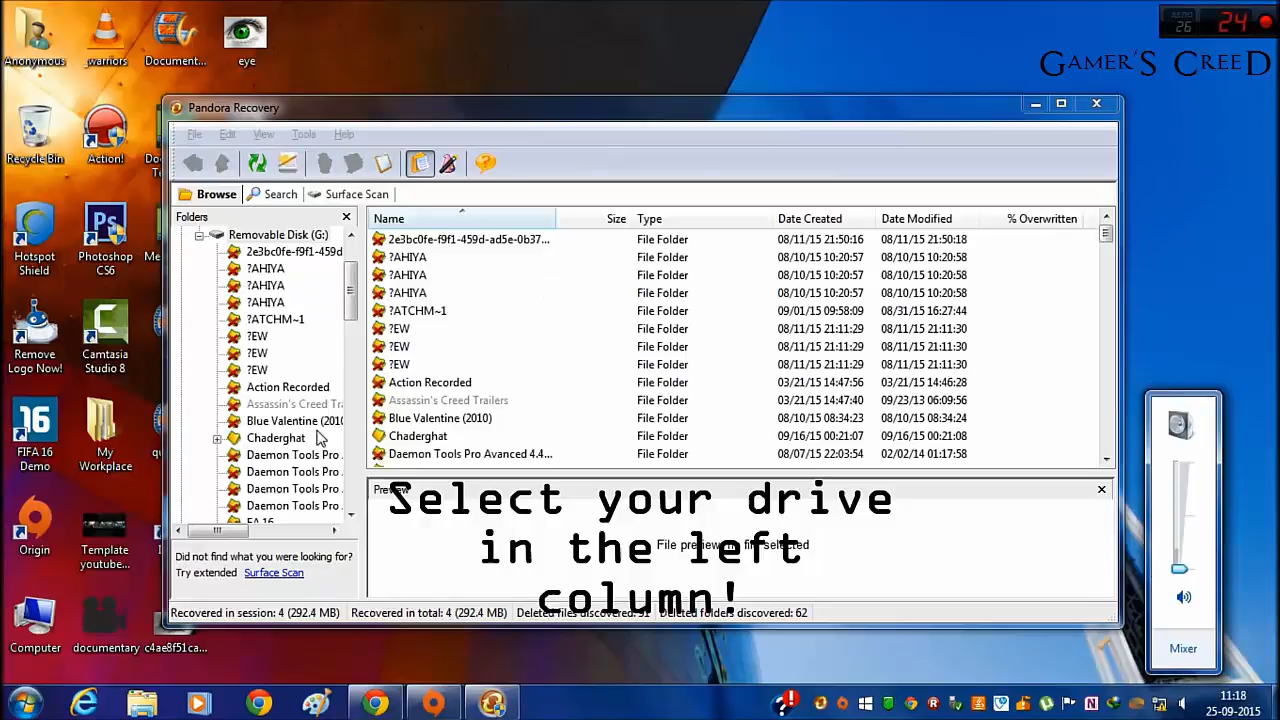 Anonymous
_warriors
Document...
eye
AERO
26
24
GAMER'S CREED
Recycle Bin
Action!
Hotspot
Shield
Photoshop
CS6
Remove
Logo Now!
Camtasia
Studio 8
FIFA 16
Demo
My
Workplace
Origin
Template
youtube...
Computer
documentary
c4ae8f51ca...
Pandora Recovery
File Edit View Tools Help
Browse Search Surface Scan
Folders
Removable Disk (G:)
2e3bc0fe-f9f1-459d
?AHIYA
?AHIYA
?AHIYA
?ATCHM~1
?EW
?EW
?EW
Action Recorded
Assassin's Creed Tr
Blue Valentine (2010
Chaderghat
Daemon Tools Pro
Daemon Tools Pro
Daemon Tools Pro
Daemon Tools Pro
Did not find what you were looking for?
Try extended Surface Scan
Name Size Type Date Created Date Modified % Overwritten
2e3bc0fe-f9f1-459d-ad5e-0b37... File Folder 08/11/15 21:50:16 08/11/15 21:50:18
?AHIYA File Folder 08/10/15 10:20:57 08/10/15 10:20:58
?AHIYA File Folder 08/10/15 10:20:57 08/10/15 10:20:58
?AHIYA File Folder 08/10/15 10:20:57 08/10/15 10:20:58
?ATCHM~1 File Folder 09/01/15 09:58:09 08/31/15 16:27:44
?EW File Folder 08/11/15 21:11:29 08/11/15 21:11:30
?EW File Folder 08/11/15 21:11:29 08/11/15 21:11:30
?EW File Folder 08/11/15 21:11:29 08/11/15 21:11:30
Action Recorded File Folder 03/21/15 14:47:56 03/21/15 14:46:28
Assassin's Creed Trailers File Folder 03/21/15 14:47:40 09/23/13 06:09:56
Blue Valentine (2010) File Folder 08/10/15 08:34:23 08/10/15 08:34:24
Chaderghat File Folder 09/16/15 00:21:07 09/16/15 00:21:08
Daemon Tools Pro Avanced 4.4... File Folder 08/07/15 22:03:54 02/02/14 01:17:58
Select your drive
in the left
column!
Recovered in session: 4 (292.4 MB) Recovered in total: 4 (292.4 MB) Deleted files discovered: Deleted folders discovered: 62
Mixer
11:18
25-09-2015